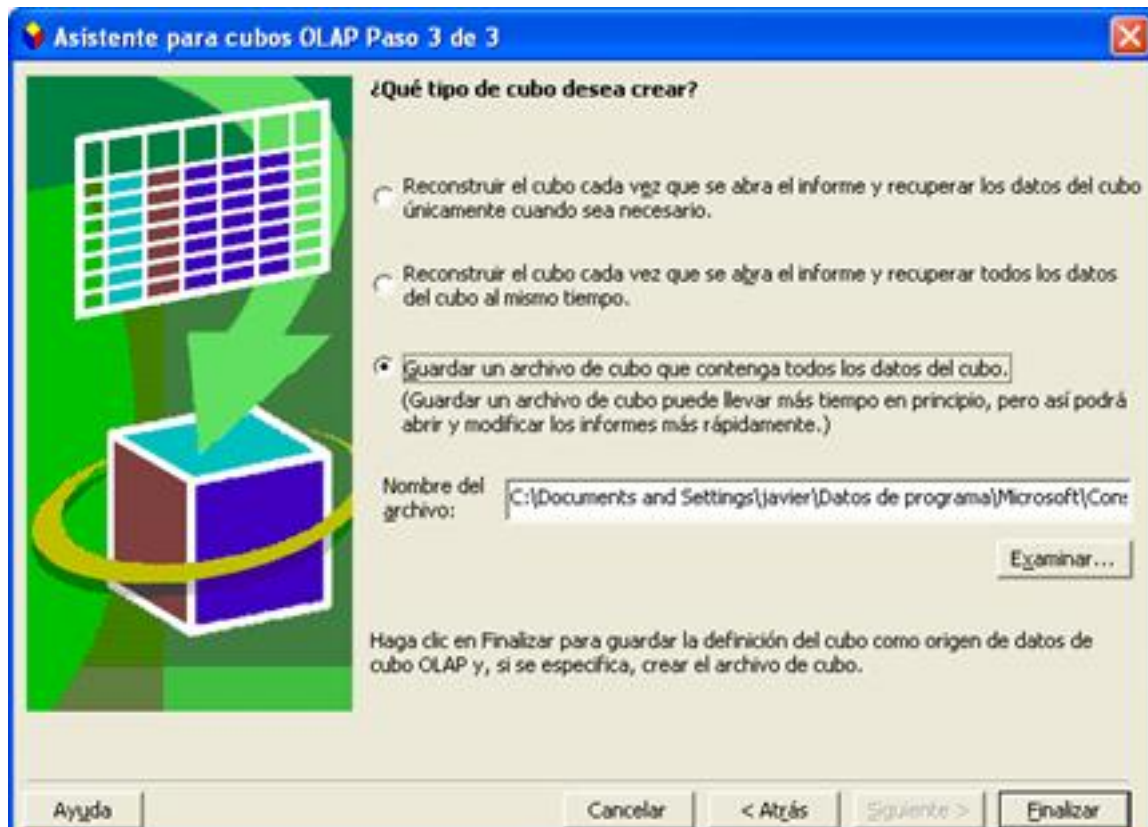 Asistente para cubos OLAP Paso 3 de 3
¿Qué tipo de cubo desea crear?
Reconstruir el cubo cada vez que se abra el informe y recuperar los datos del cubo
únicamente cuando sea necesario.
Reconstruir el cubo cada vez que se abra el informe y recuperar todos los datos
del cubo al mismo tiempo.
Guardar un archivo de cubo que contenga todos los datos del cubo.
(Guardar un archivo de cubo puede llevar más tiempo en principio, pero así podrá
abrir y modificar los informes más rápidamente.)
Nombre del
archivo:
C:\Documents and Settings\javier\Datos de programa\Microsoft\Cons
Examinar...
Haga clic en Finalizar para guardar la definición del cubo como origen de datos de
cubo OLAP y, si se especifica, crear el archivo de cubo.
Ayuda
Cancelar
< Atrás
Siguiente >
Finalizar